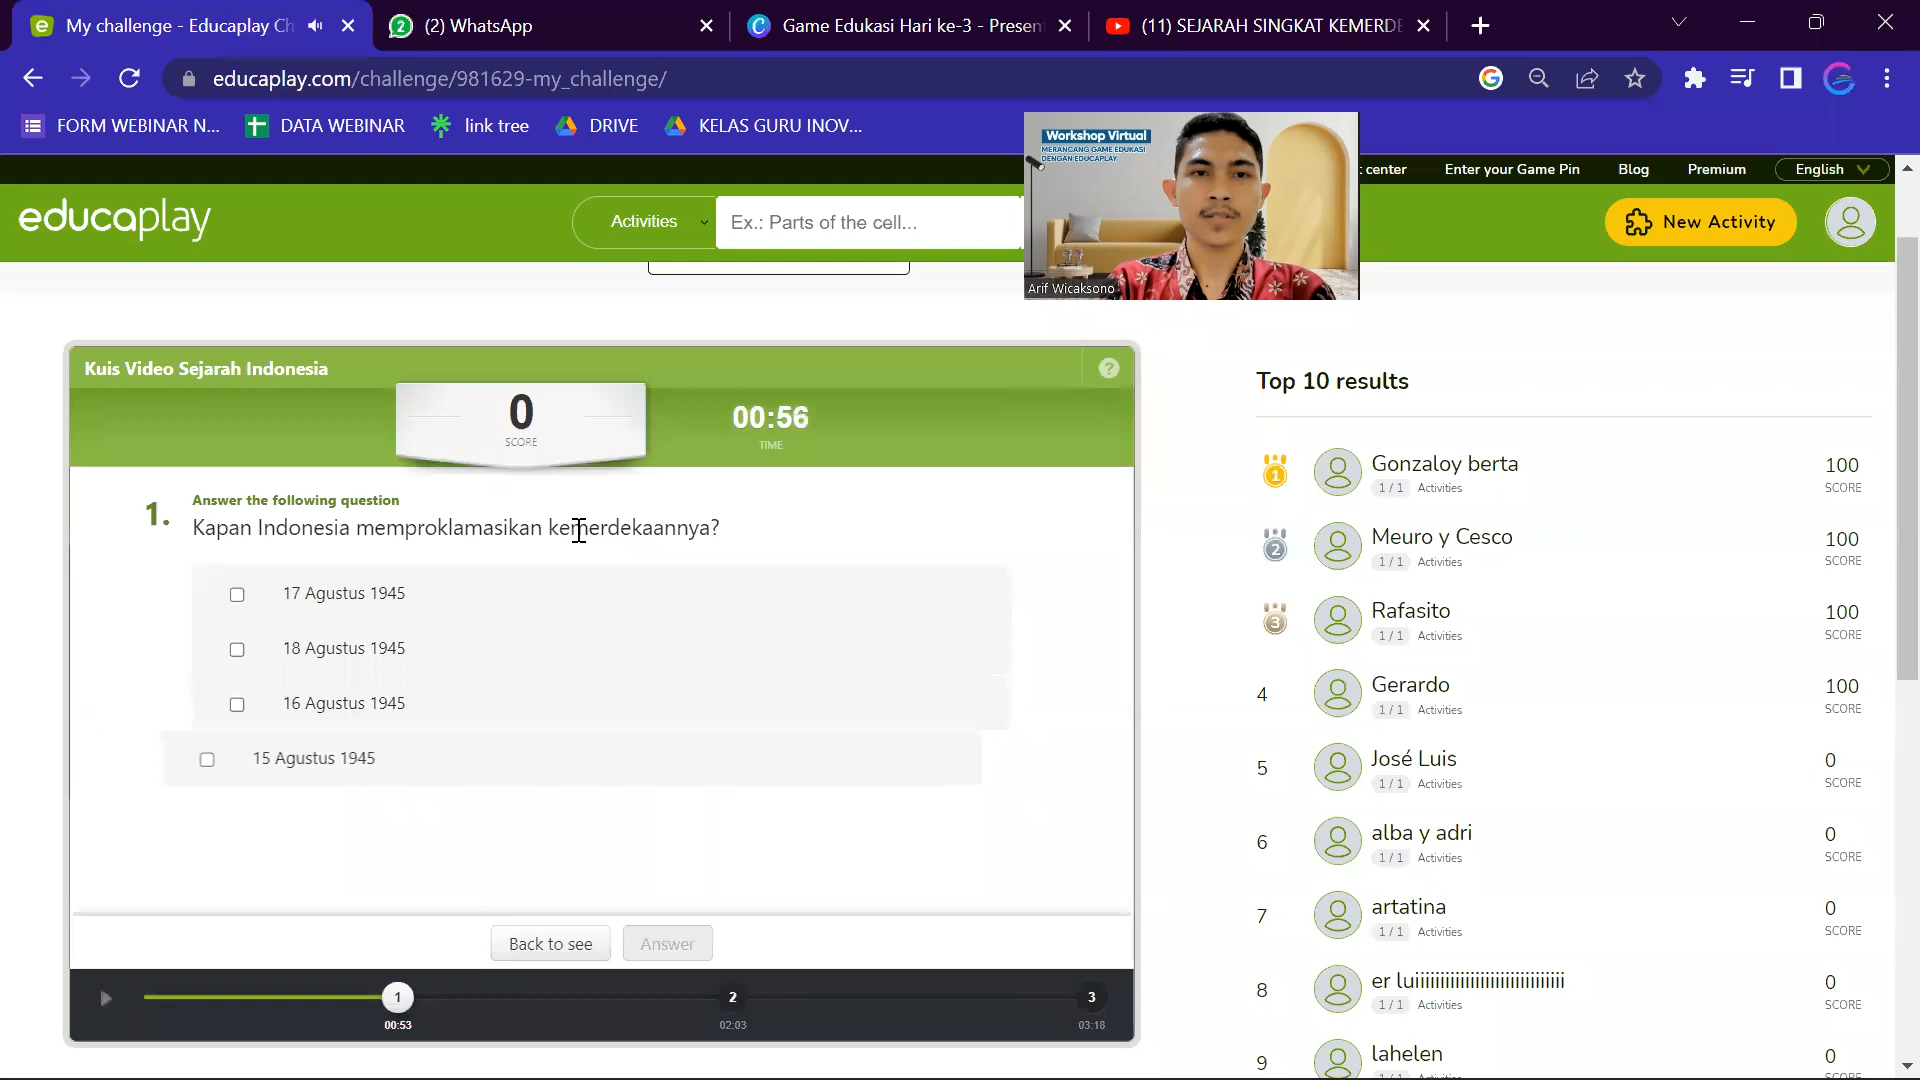 My challenge - Educaplay Ch
(2) WhatsApp
Game Edukasi Hari ke-3 - Presen
(11) SEJARAH SINGKAT KEMERDE
educaplay.com/challenge/981629-my_challenge/
FORM WEBINAR N...
DATA WEBINAR
link tree
DRIVE
KELAS GURU INOV...
Workshop Virtual
MERANCANG GAME EDUKASI
DENGAN EDUCAPLAY
Arif Wicaksono
center
Enter your Game Pin
Blog
Premium
English
educaplay
Activities
Ex.: Parts of the cell...
New Activity
Kuis Video Sejarah Indonesia
?
0
SCORE
00:56
TIME
1.
Answer the following question
Kapan Indonesia memproklamasikan kemerdekaannya?
17 Agustus 1945
18 Agustus 1945
16 Agustus 1945
15 Agustus 1945
Back to see
Answer
1
2
3
00:53
02:03
03:18
Top 10 results
1
Gonzaloy berta
1 / 1 Activities
100
SCORE
2
Meuro y Cesco
1 / 1 Activities
100
SCORE
3
Rafasito
1 / 1 Activities
100
SCORE
4
Gerardo
1 / 1 Activities
100
SCORE
5
José Luis
1 / 1 Activities
0
SCORE
6
alba y adri
1 / 1 Activities
0
SCORE
7
artatina
1 / 1 Activities
0
SCORE
8
1 / 1 Activities
0
SCORE
9
lahelen
0